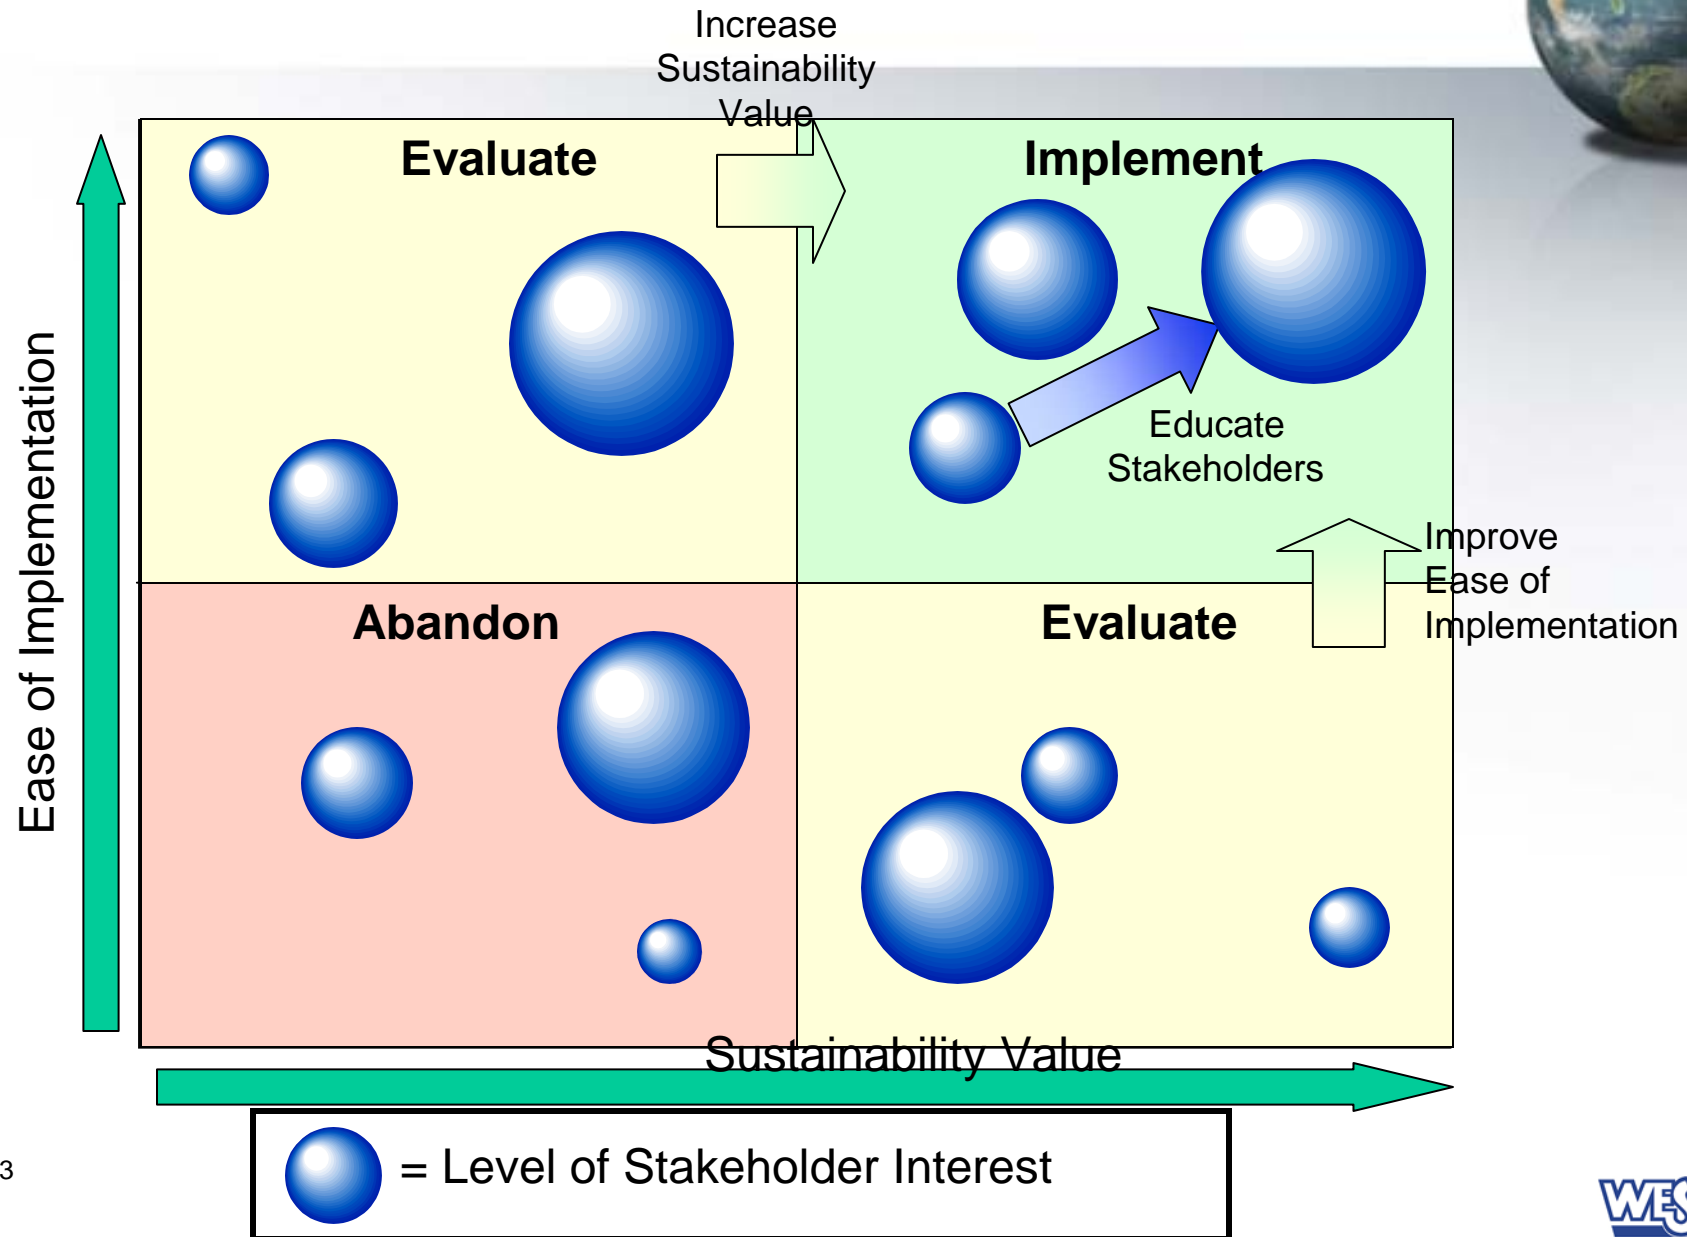 Increase
Sustainability
Value
Evaluate
Implement
Educate
Stakeholders
Improve
Ease of
Implementation
Ease of Implementation
Abandon
Evaluate
Sustainability Value
= Level of Stakeholder Interest
3